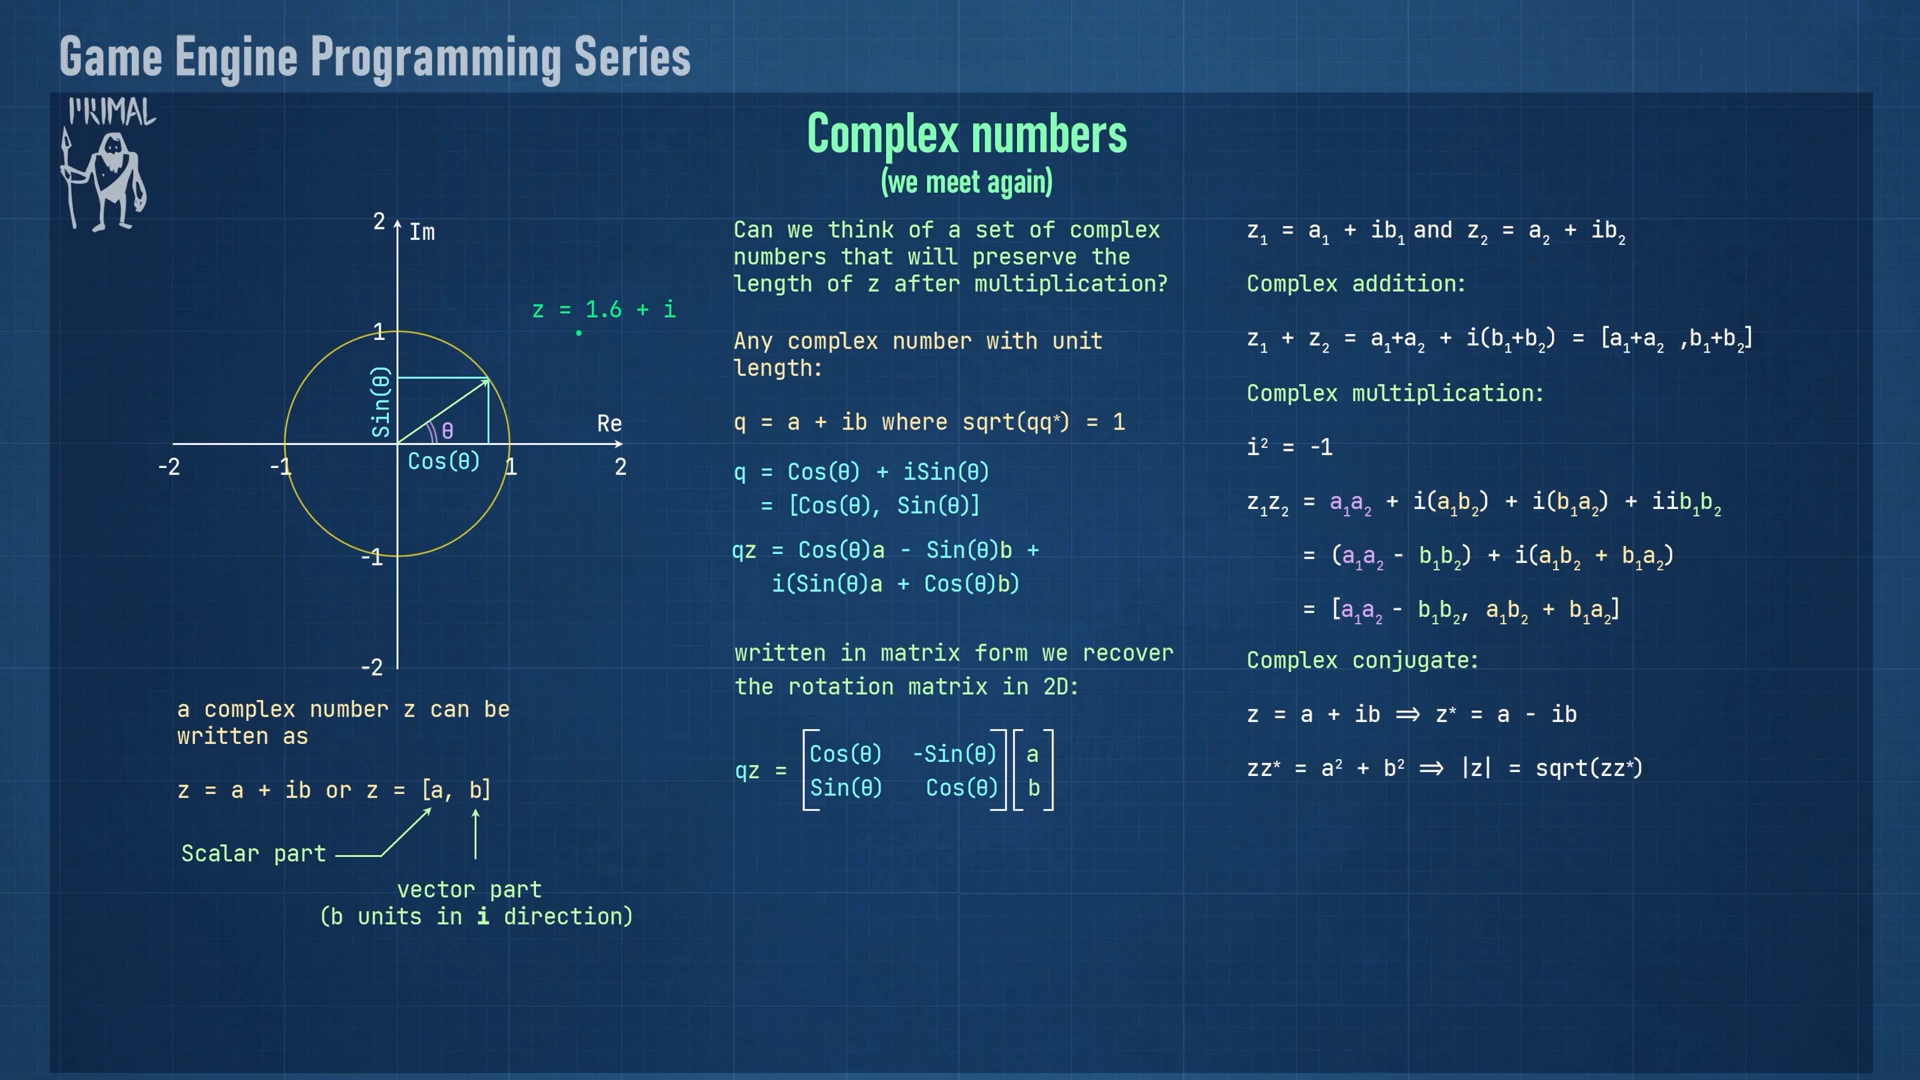 Game Engine Programming Series
PRIMAL
Complex numbers
(we meet again)
2
Im
z = 1.6 + i
1
Sin(θ)
θ
Re
-2
-1
Cos(θ)
1
2
-1
-2
a complex number z can be
written as
z = a + ib or z = [a, b]
Scalar part
vector part
(b units in i direction)
Can we think of a set of complex
numbers that will preserve the
length of z after multiplication?
Any complex number with unit
length:
q = a + ib where sqrt(qq*) = 1
q = Cos(θ) + iSin(θ)
= [Cos(θ), Sin(θ)]
qz = Cos(θ)a - Sin(θ)b +
i(Sin(θ)a + Cos(θ)b)
written in matrix form we recover
the rotation matrix in 2D:
Cos(θ) -Sin(θ) a
qz =
Sin(θ) Cos(θ) b
z₁ = a₁ + ib₁ and z₂ = a₂ + ib₂
Complex addition:
z₁ + z₂ = a₁+a₂ + i(b₁+b₂) = [a₁+a₂ ,b₁+b₂]
Complex multiplication:
i² = -1
z₁z₂ = a₁a₂ + i(a₁b₂) + i(b₁a₂) + iib₁b₂
= (a₁a₂ - b₁b₂) + i(a₁b₂ + b₁a₂)
= [a₁a₂ - b₁b₂, a₁b₂ + b₁a₂]
Complex conjugate:
z = a + ib ⇒ z* = a - ib
zz* = a² + b² ⇒ |z| = sqrt(zz*)